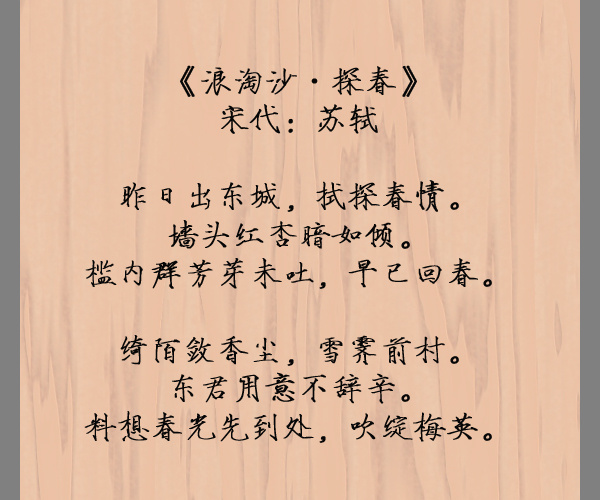 《浪淘沙·探春》
宋代：苏轼
昨日出东城，拭探春情。
墙头红杏暗如倾。
槛内群芳芽未吐，早已回春。
绮陌敛香尘，雪霁前村。
东君用意不辞辛。
料想春光先到处，吹绽梅英。